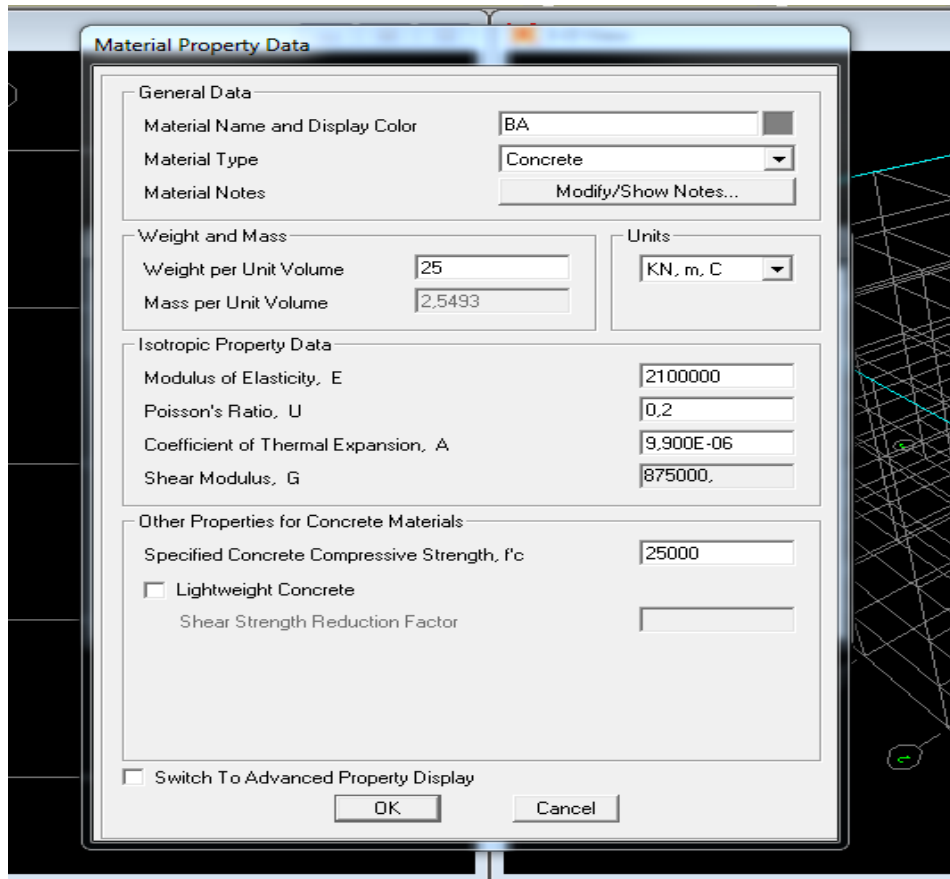 Material Property Data
General Data
Material Name and Display Color BA
Material Type Concrete
Material Notes Modify/Show Notes...
Weight and Mass
Weight per Unit Volume 25
Mass per Unit Volume 2,5493
Units
KN, m, C
Isotropic Property Data
Modulus of Elasticity, E 2100000
Poisson's Ratio, U 0,2
Coefficient of Thermal Expansion, A 9,900E-06
Shear Modulus, G 875000,
Other Properties for Concrete Materials
Specified Concrete Compressive Strength, f'c 25000
Lightweight Concrete
Shear Strength Reduction Factor
Switch To Advanced Property Display
OK Cancel